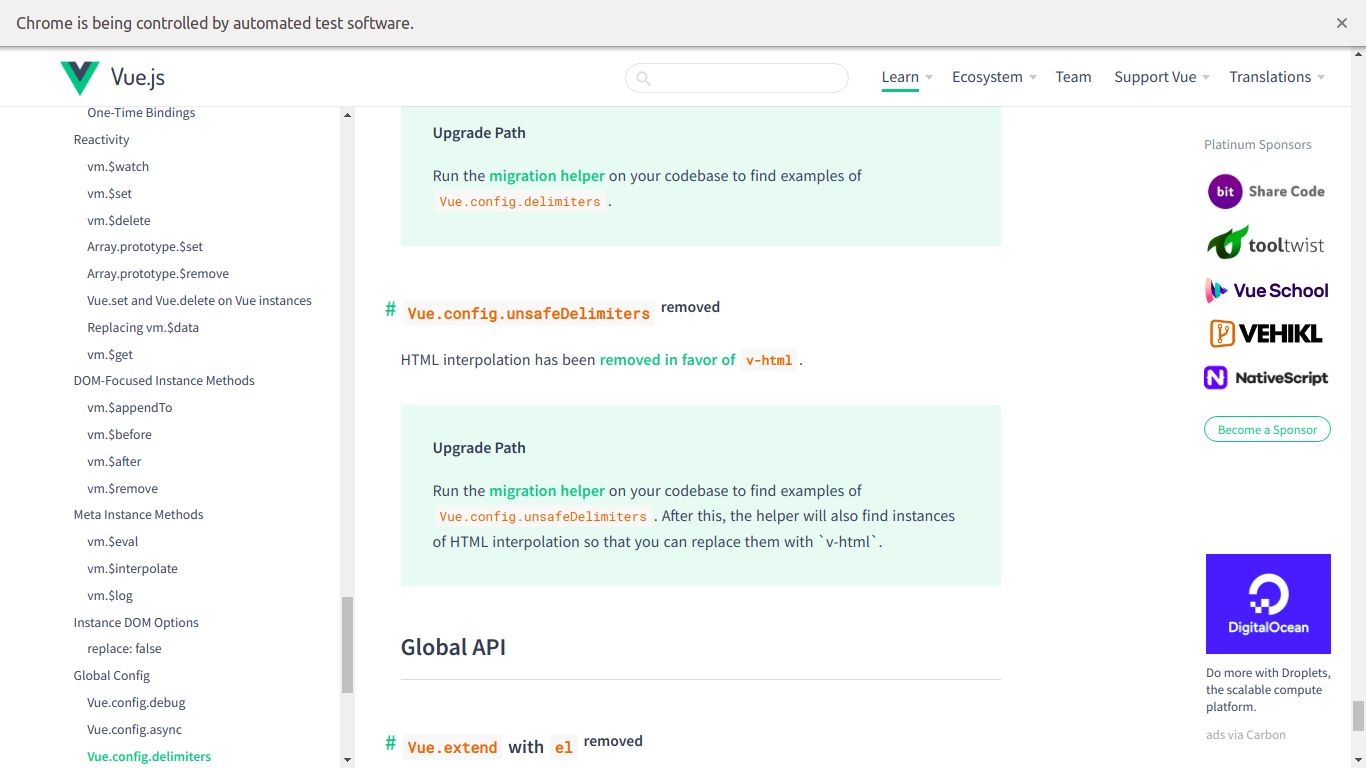 Chrome is being controlled by automated test software.
Vue.js
Learn
Ecosystem
Team
Support Vue
Translations
One-Time Bindings
Reactivity
vm.$watch
vm.$set
vm.$delete
Array.prototype.$set
Array.prototype.$remove
Vue.set and Vue.delete on Vue instances
Replacing vm.$data
vm.$get
DOM-Focused Instance Methods
vm.$appendTo
vm.$before
vm.$after
vm.$remove
Meta Instance Methods
vm.$eval
vm.$interpolate
vm.$log
Instance DOM Options
replace: false
Global Config
Vue.config.debug
Vue.config.async
Vue.config.delimiters
Upgrade Path
Run the migration helper on your codebase to find examples of
Vue.config.delimiters .
# Vue.config.unsafeDelimiters removed
HTML interpolation has been removed in favor of v-html .
Upgrade Path
Run the migration helper on your codebase to find examples of
Vue.config.unsafeDelimiters . After this, the helper will also find instances
of HTML interpolation so that you can replace them with `v-html`.
Global API
# Vue.extend with el removed
Platinum Sponsors
bit Share Code
tooltwist
Vue School
VEHIKL
NativeScript
Become a Sponsor
DigitalOcean
Do more with Droplets,
the scalable compute
platform.
ads via Carbon